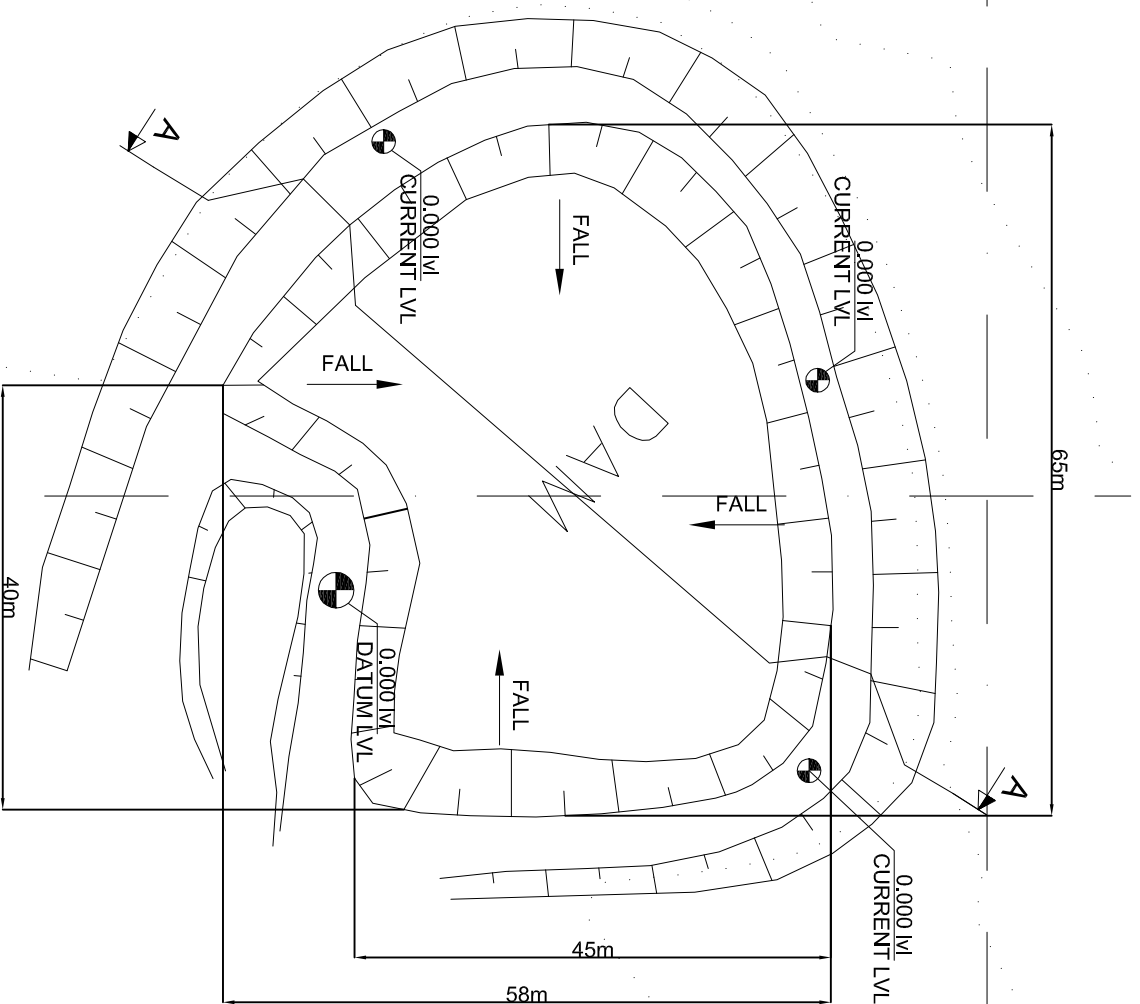 A
0.000 lvl
CURRENT LVL
FALL
0.000 lvl
CURRENT LVL
FALL
DAM
65m
FALL
40m
0.000 lvl
DATUM LVL
FALL
A
0.000 lvl
CURRENT LVL
45m
58m